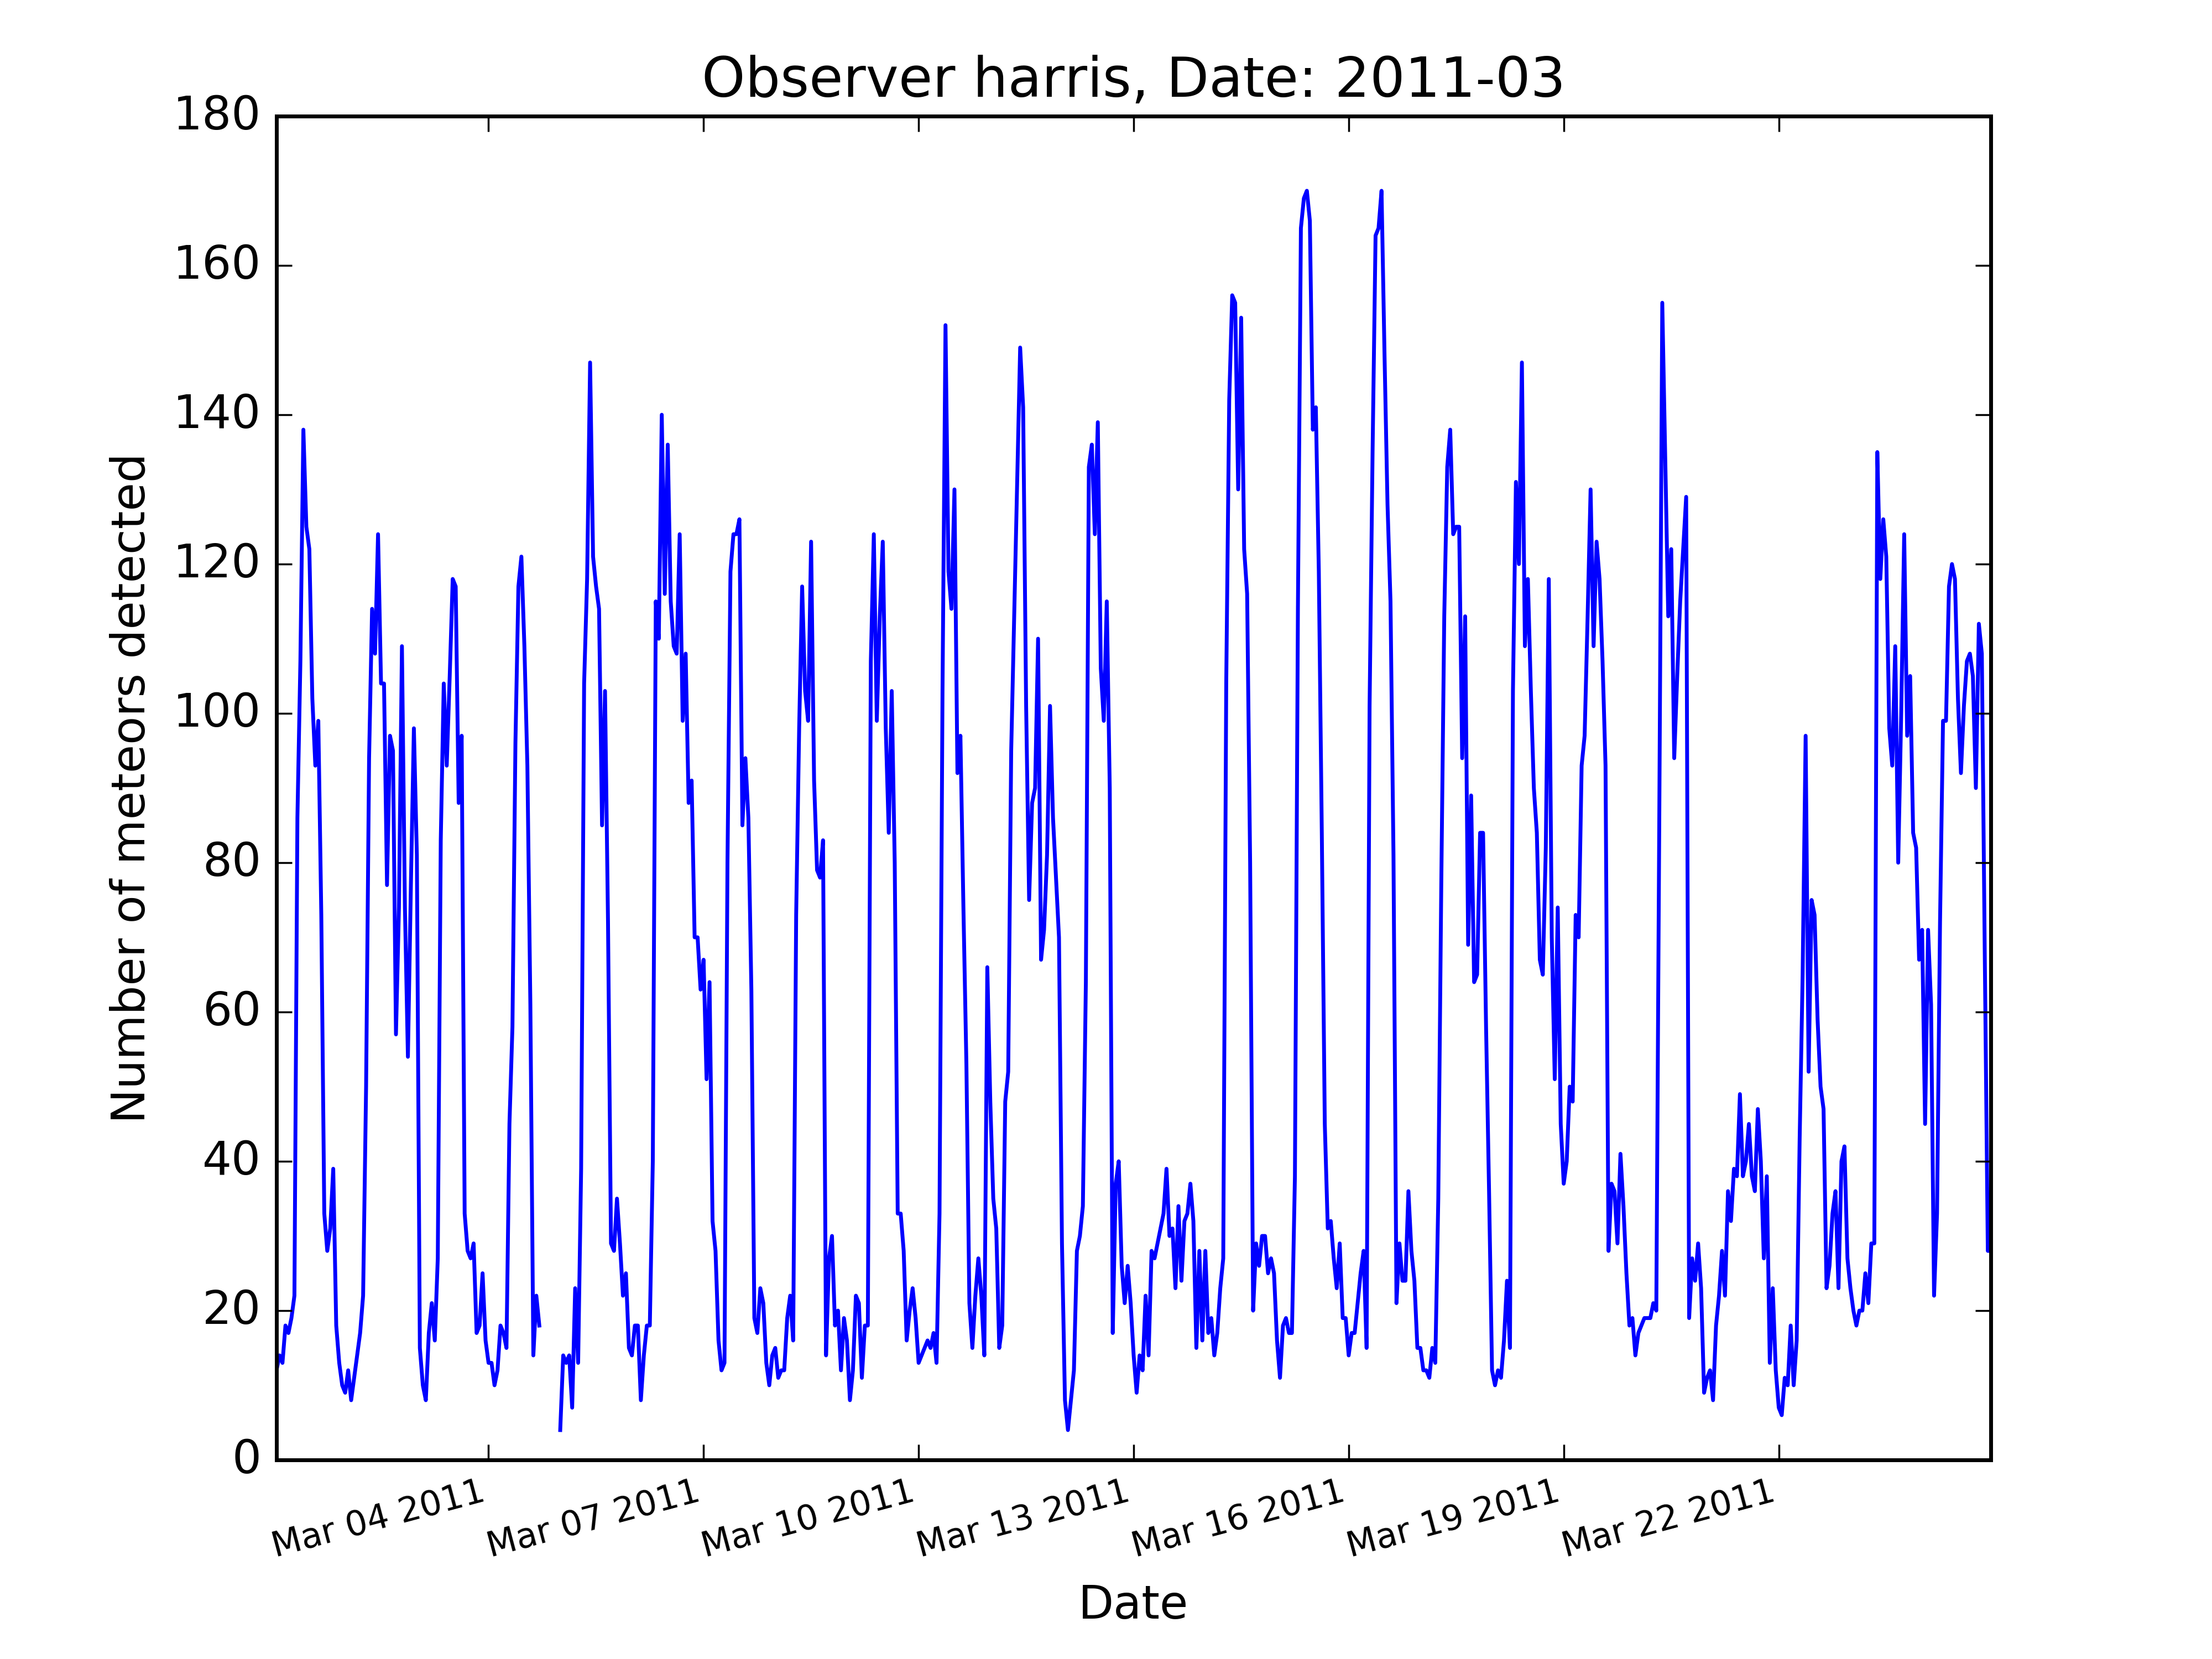 Observer harris, Date: 2011-03
180
160
140
120
100
80
60
40
20
0
Number of meteors detected
Mar 04 2011
Mar 07 2011
Mar 10 2011
Mar 13 2011
Mar 16 2011
Mar 19 2011
Mar 22 2011
Date